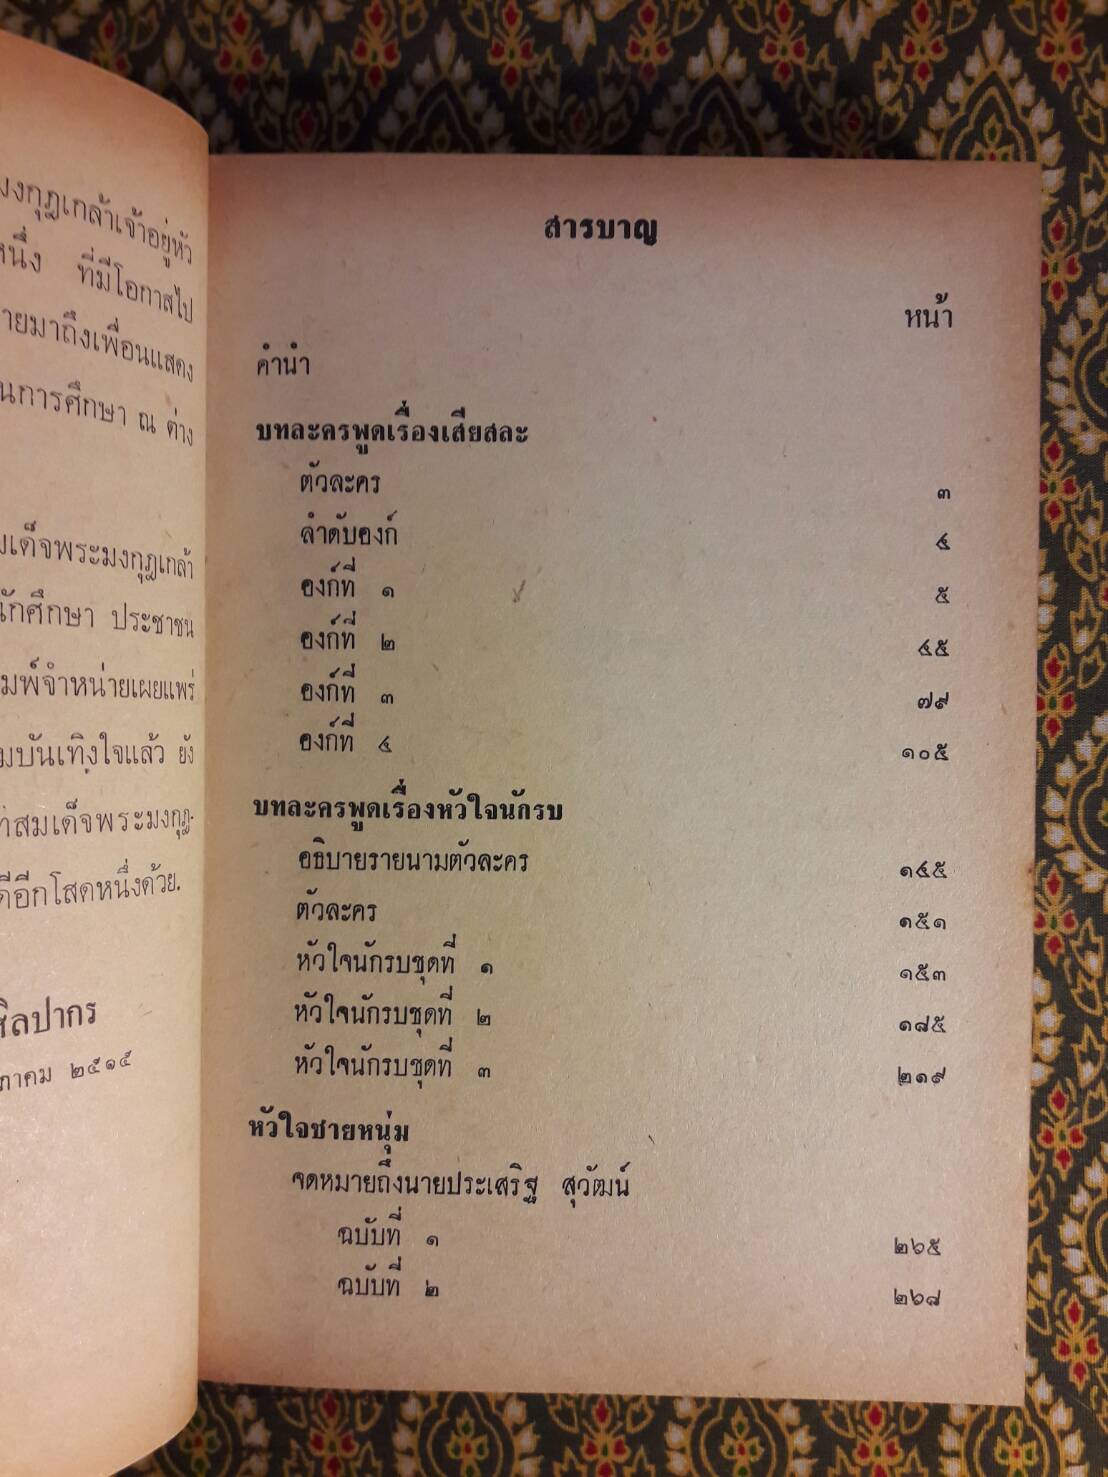 มงกุฎเกล้าเจ้าอยู่หัว
หนึ่ง ที่มีโอกาสไป
ายมาถึงเพื่อนแสดง
นการศึกษา ณ ต่าง
มเด็จพระมงกุฎเกล้า
นักศึกษา ประชาชน
มพ์จำหน่ายเผยแพร่
มบันเทิงใจแล้ว ยัง
สมเด็จพระมงกุฎ-
ดีอีกโสดหนึ่งด้วย.
ศิลปากร
าคม ๒๕๑๕
สารบาญ
หน้า
คำนำ
บทละครพูดเรื่องเสียสละ
ตัวละคร ๓
ลำดับองก์ ๔
องก์ที่ ๑ ๕
องก์ที่ ๒ ๔๕
องก์ที่ ๓ ๗๙
องก์ที่ ๔ ๑๐๕
บทละครพูดเรื่องหัวใจนักรบ
อธิบายรายนามตัวละคร ๑๔๕
ตัวละคร ๑๕๑
หัวใจนักรบชุดที่ ๑ ๑๕๓
หัวใจนักรบชุดที่ ๒ ๑๘๕
หัวใจนักรบชุดที่ ๓ ๒๑๙
หัวใจชายหนุ่ม
จดหมายถึงนายประเสริฐ สุวัฒน์
ฉบับที่ ๑ ๒๖๕
ฉบับที่ ๒ ๒๖๘